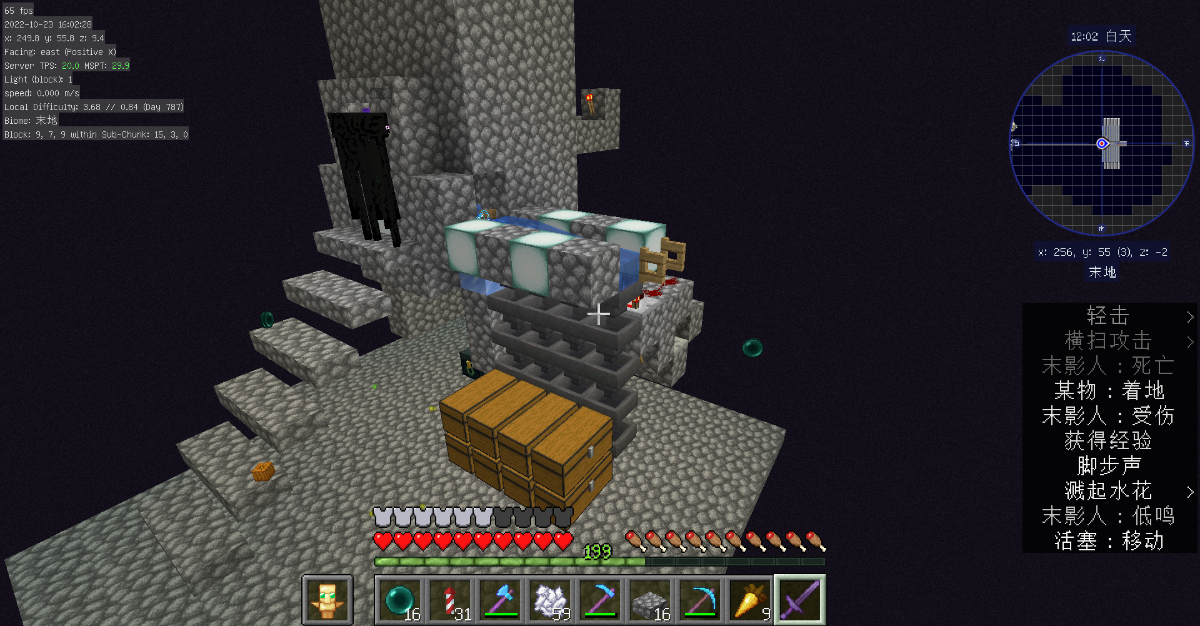 65 fps
2022-10-23 16:02:28
x: 249.8 y: 55.8 z: 9.4
Facing: east (Positive X)
Server TPS: 20.0 MSPT: 29.9
Light (block): 1
speed: 0.000 m/s
Local Difficulty: 3.68 // 0.84 (Day 787)
Biome: 末地
Block: 9, 7, 9 within Sub-Chunk: 15, 3, 0
12:02 白天
北
东
南
x: 256, y: 55 (3), z: -2
末地
轻击 >
横扫攻击 >
末影人：死亡
某物：着地
末影人：受伤
获得经验
脚步声
溅起水花 >
末影人：低鸣
活塞：移动
199
16
31
59
16
9